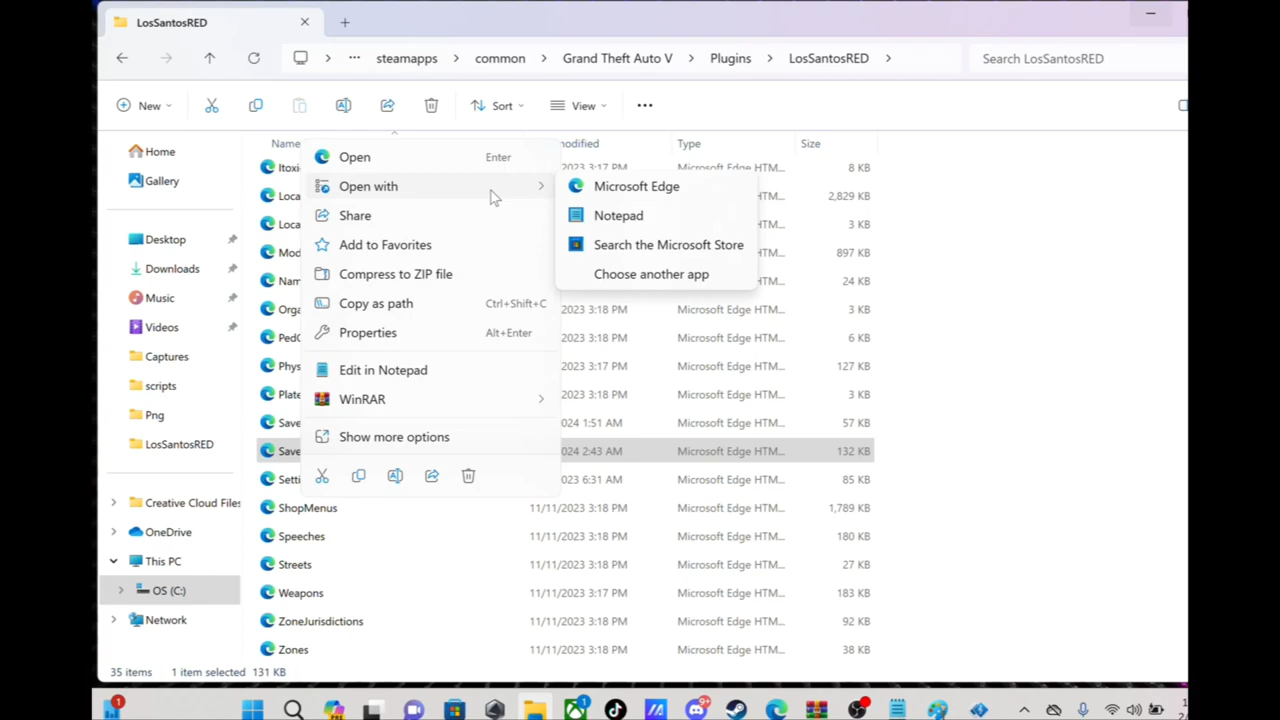 LosSantosRED
steamapps
common
Grand Theft Auto V
Plugins
LosSantosRED
Search LosSantosRED
New
Sort
View
Name
Type
Size
Home
Gallery
Desktop
Downloads
Music
Videos
Captures
scripts
Png
LosSantosRED
Creative Cloud Files
OneDrive
This PC
OS (C:)
Network
Open Enter
Open with
Share
Add to Favorites
Compress to ZIP file
Copy as path Ctrl+Shift+C
Properties Alt+Enter
Edit in Notepad
WinRAR
Show more options
Microsoft Edge
Notepad
Search the Microsoft Store
Choose another app
Microsoft Edge HTM... 8 KB
2,829 KB
3 KB
897 KB
24 KB
3:18 PM Microsoft Edge HTM... 3 KB
3:18 PM Microsoft Edge HTM... 6 KB
3:17 PM Microsoft Edge HTM... 127 KB
3:18 PM Microsoft Edge HTM... 3 KB
1:51 AM Microsoft Edge HTM... 57 KB
2:43 AM Microsoft Edge HTM... 132 KB
6:31 AM Microsoft Edge HTM... 85 KB
ShopMenus 11/11/2023 3:18 PM Microsoft Edge HTM... 1,789 KB
Speeches 11/11/2023 3:18 PM Microsoft Edge HTM... 180 KB
Streets 11/11/2023 3:18 PM Microsoft Edge HTM... 27 KB
Weapons 11/11/2023 3:18 PM Microsoft Edge HTM... 183 KB
ZoneJurisdictions 11/11/2023 3:18 PM Microsoft Edge HTM... 92 KB
Zones 11/11/2023 3:18 PM Microsoft Edge HTM... 38 KB
35 items 1 item selected 131 KB